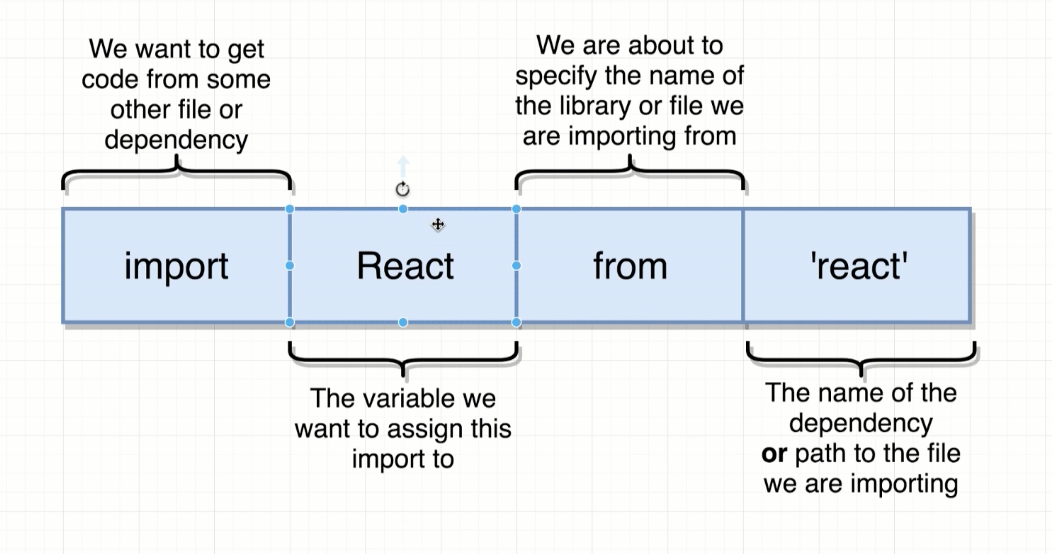 We want to get
code from some
other file or
dependency
We are about to
specify the name of
the library or file we
are importing from
import
React
from
'react'
The variable we
want to assign this
import to
The name of the
dependency
or path to the file
we are importing